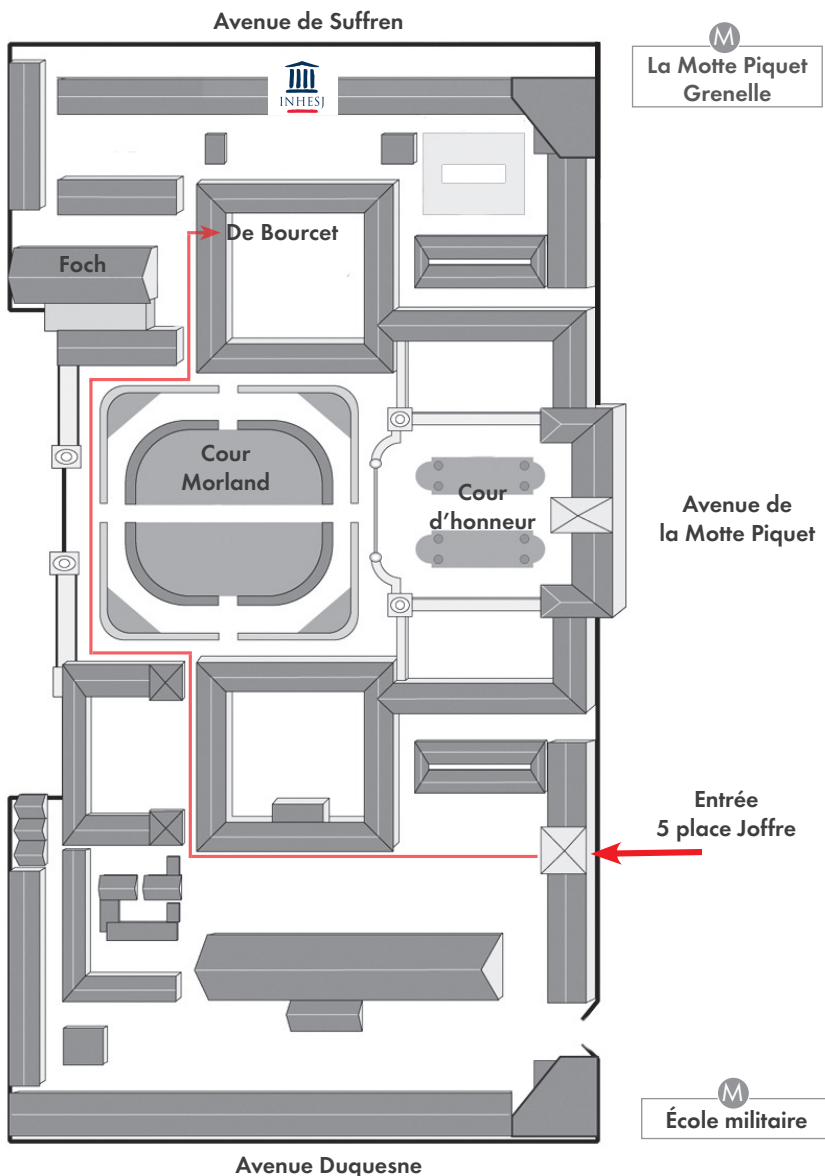 Avenue de Suffren
M
La Motte Piquet
Grenelle
INHESJ
De Bourcet
Foch
Cour
Morland
Cour
d’honneur
Avenue de
la Motte Piquet
Entrée
5 place Joffre
M
École militaire
Avenue Duquesne